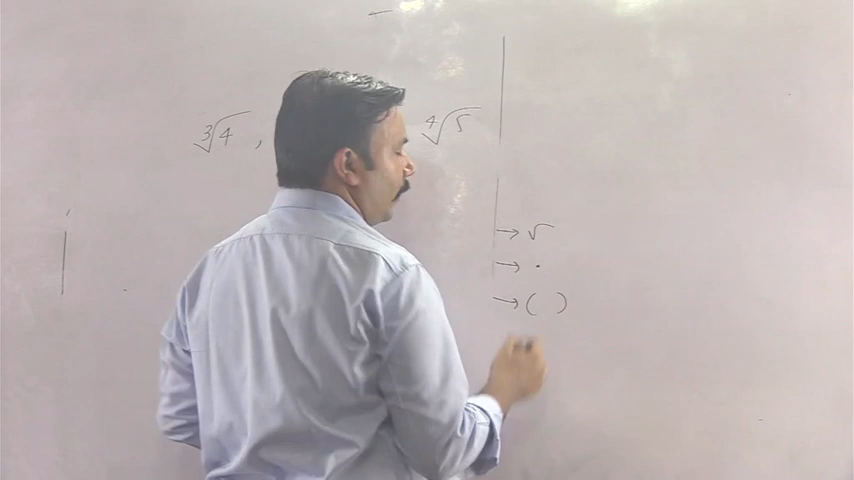 ∛4 , ∜5
→ √
→ .
→ ( )